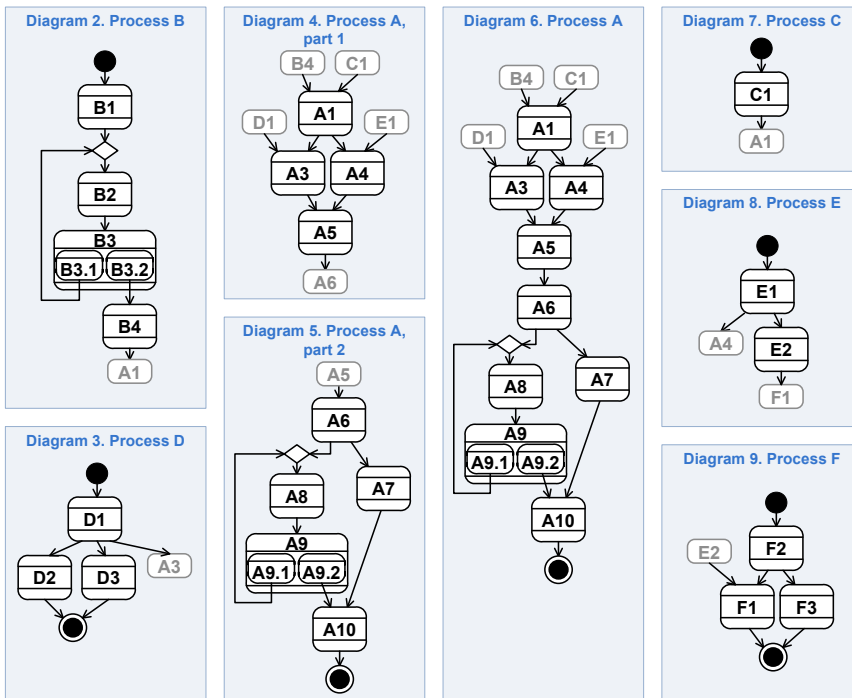 Diagram 2. Process B
B1
B2
B3
B3.1 B3.2
B4
A1
Diagram 3. Process D
D1
D2 D3 A3
Diagram 4. Process A,
part 1
B4 C1
A1
D1 E1
A3 A4
A5
A6
Diagram 5. Process A,
part 2
A5
A6
A8 A7
A9
A9.1 A9.2
A10
Diagram 6. Process A
B4 C1
A1
D1 E1
A3 A4
A5
A6
A8 A7
A9
A9.1 A9.2
A10
Diagram 7. Process C
C1
A1
Diagram 8. Process E
E1
A4 E2
F1
Diagram 9. Process F
E2 F2
F1 F3